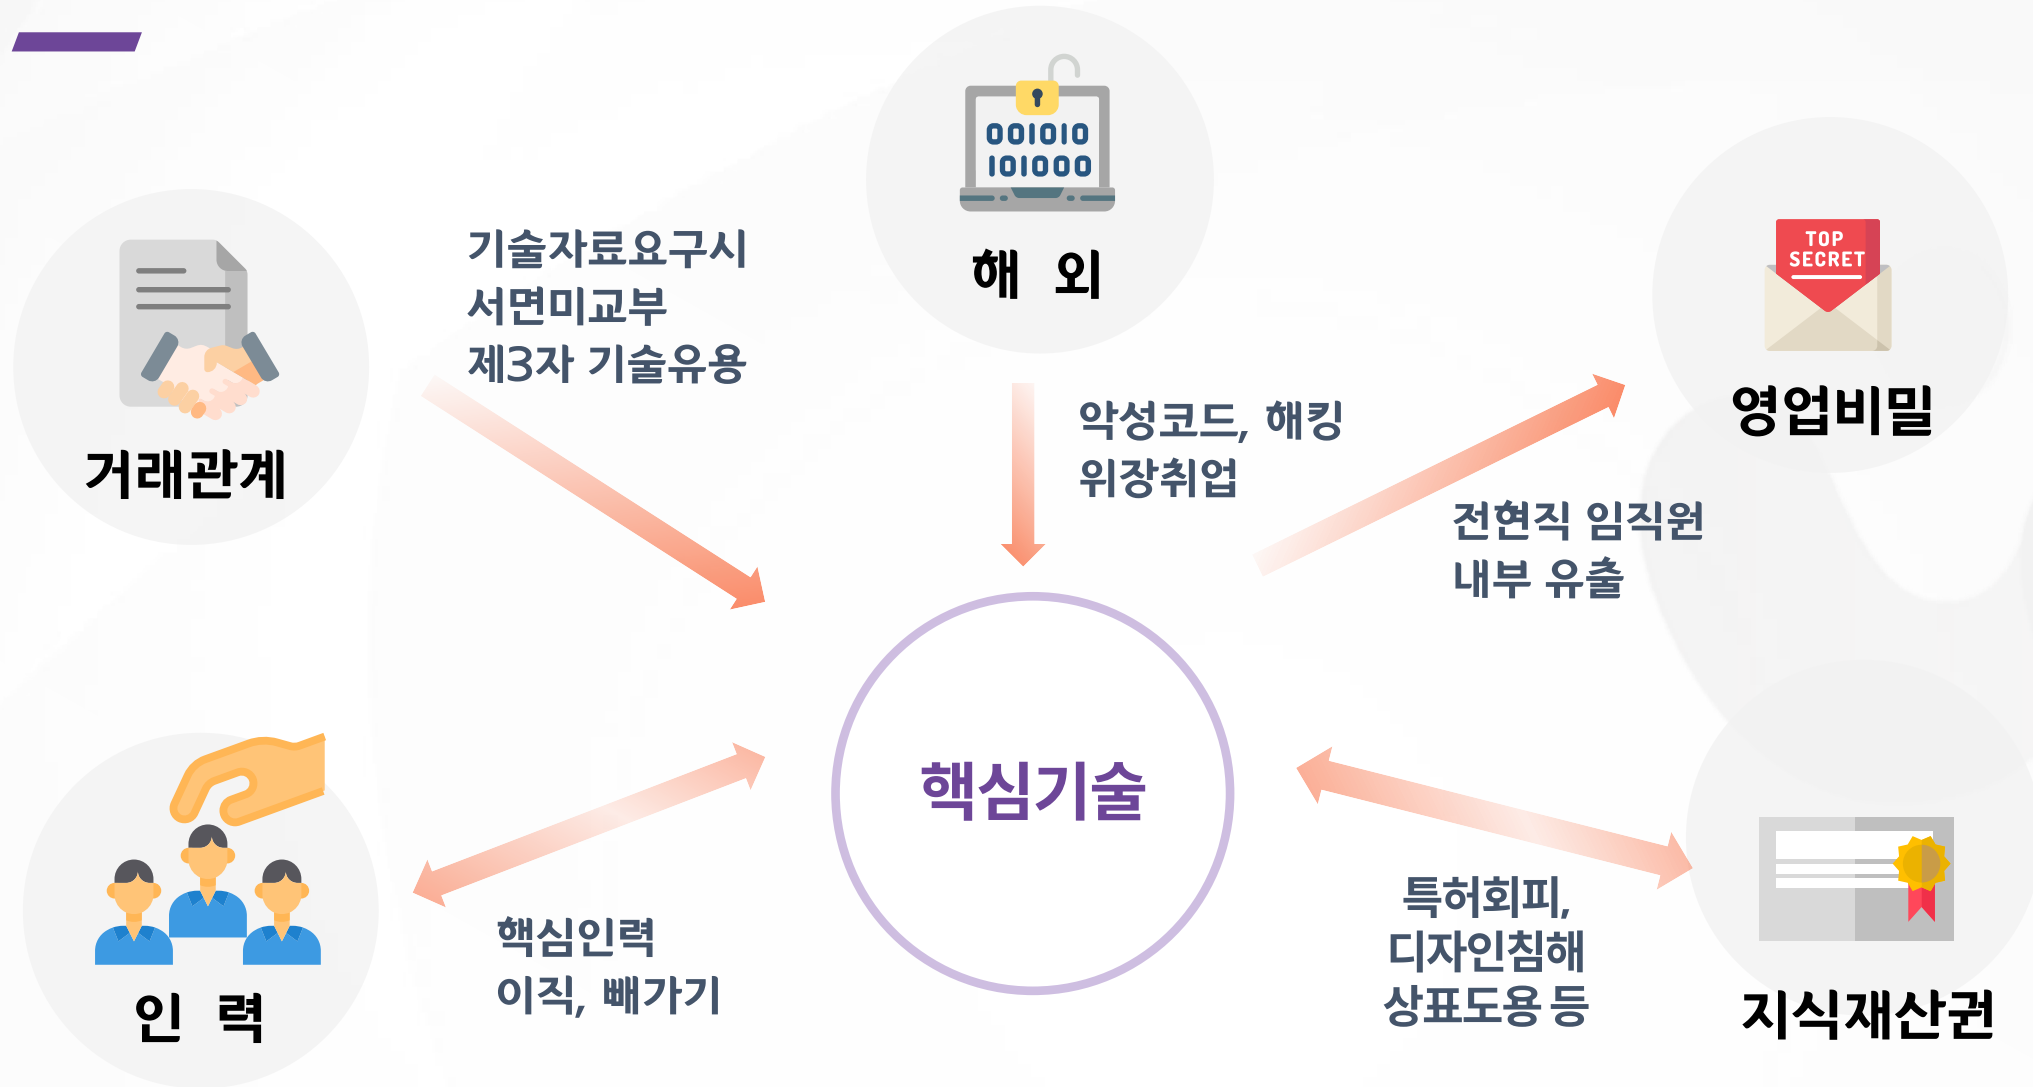 001010
101000
해 외
TOP
SECRET
영업비밀
거래관계
기술자료요구시
서면미교부
제3자 기술유용
악성코드, 해킹
위장취업
전현직 임직원
내부 유출
핵심기술
인 력
핵심인력
이직, 빼가기
특허회피,
디자인침해
상표도용 등
지식재산권